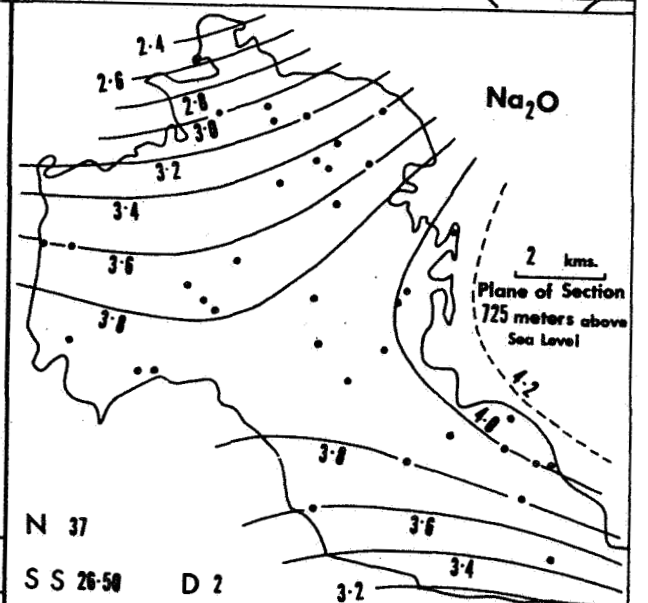 2·4
2·6
Na₂O
2·8
3·0
3·2
3·4
2 kms.
3·6
Plane of Section
725 meters above
Sea Level
3·8
4·2
4·0
3·8
N 37
3·6
3·4
S S 26·50 D 2
3·2